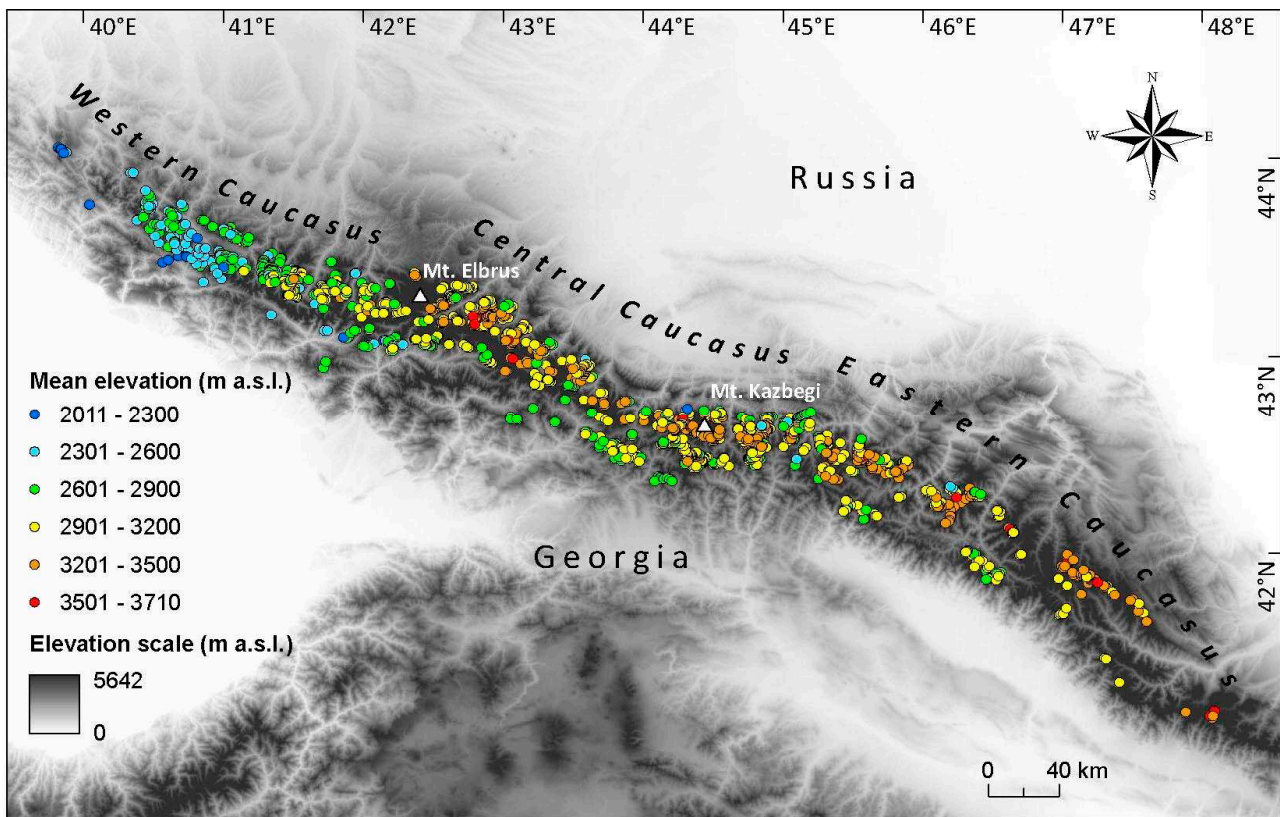 40°E 41°E 42°E 43°E 44°E 45°E 46°E 47°E 48°E
N
W E
S
44°N
43°N
42°N
Western Caucasus
Central Caucasus
Eastern Caucasus
Russia
Mt. Elbrus
Mt. Kazbegi
Georgia
Mean elevation (m a.s.l.)
2011 - 2300
2301 - 2600
2601 - 2900
2901 - 3200
3201 - 3500
3501 - 3710
Elevation scale (m a.s.l.)
5642
0
0 40 km